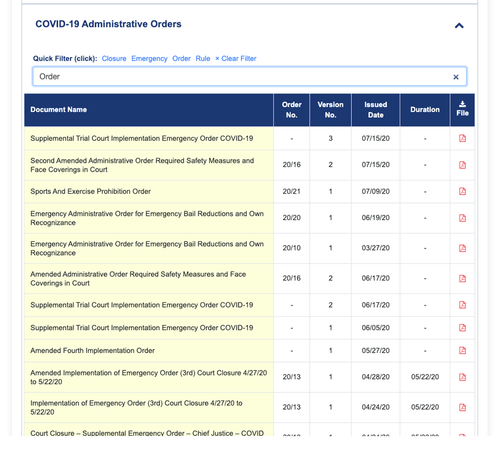 COVID-19 Administrative Orders
Quick Filter (click): Closure Emergency Order Rule × Clear Filter
Order ×
Document Name Order No. Version No. Issued Date Duration File
Supplemental Trial Court Implementation Emergency Order COVID-19 - 3 07/15/20 -
Second Amended Administrative Order Required Safety Measures and
Face Coverings in Court 20/16 2 07/15/20 -
Sports And Exercise Prohibition Order 20/21 1 07/09/20 -
Emergency Administrative Order for Emergency Bail Reductions and Own
Recognizance 20/20 1 06/19/20 -
Emergency Administrative Order for Emergency Bail Reductions and Own
Recognizance 20/10 1 03/27/20 -
Amended Administrative Order Required Safety Measures and Face
Coverings in Court 20/16 2 06/17/20 -
Supplemental Trial Court Implementation Emergency Order COVID-19 - 2 06/17/20 -
Supplemental Trial Court Implementation Emergency Order COVID-19 - 1 06/05/20 -
Amended Fourth Implementation Order - 1 05/27/20 -
Amended Implementation of Emergency Order (3rd) Court Closure 4/27/20
to 5/22/20 20/13 1 04/28/20 05/22/20
Implementation of Emergency Order (3rd) Court Closure 4/27/20 to
5/22/20 20/13 1 04/24/20 05/22/20
Court Closure – Supplemental Emergency Order – Chief Justice – COVID